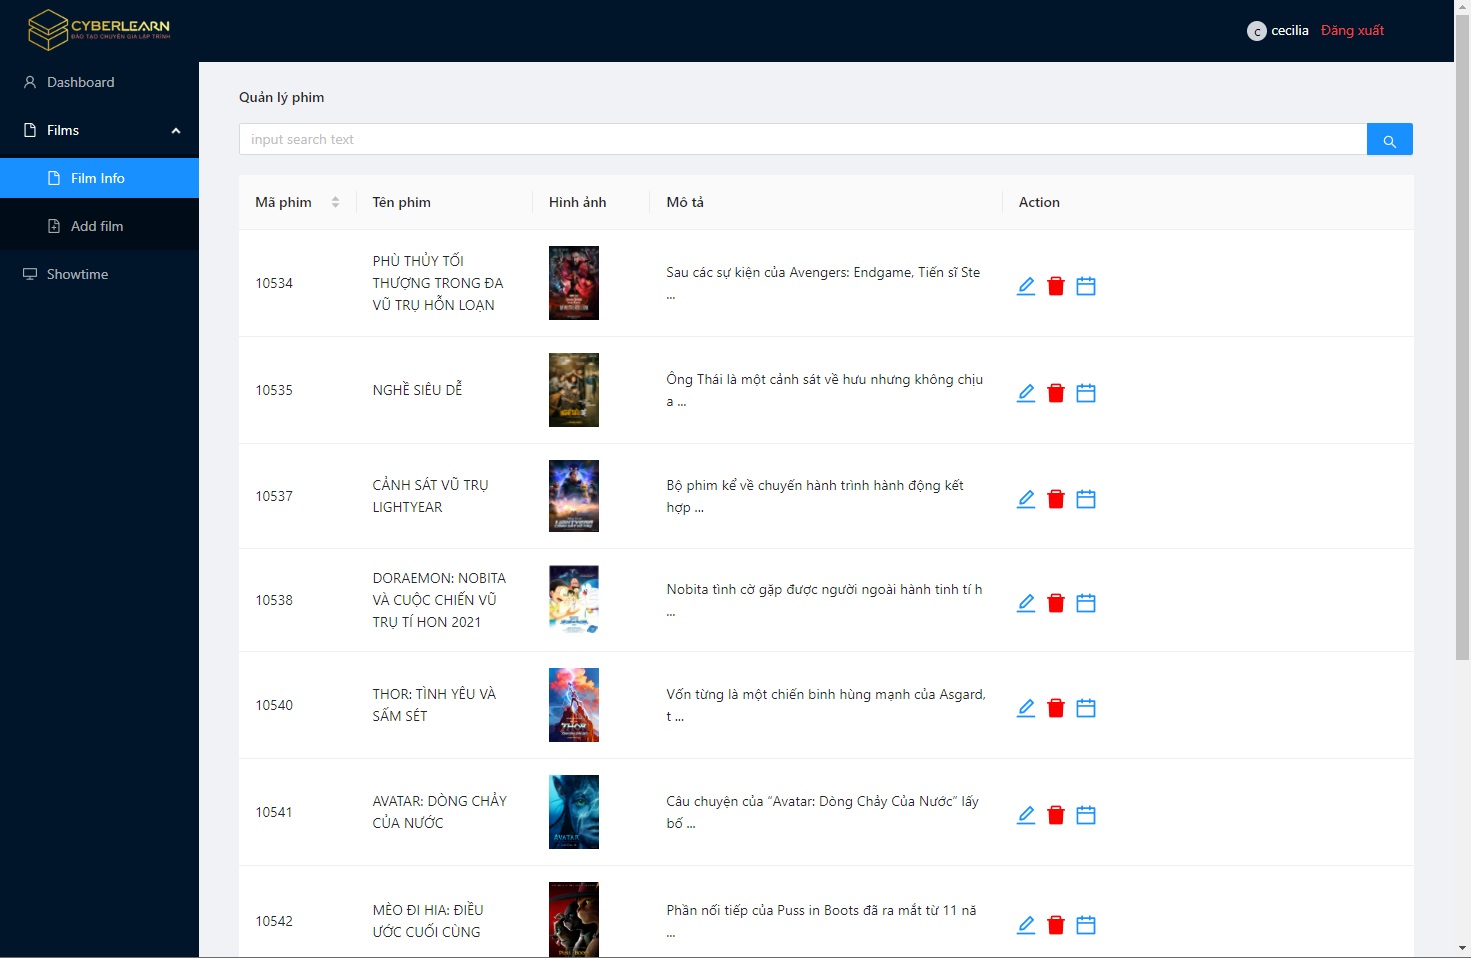 CYBERLEARN
ĐÀO TẠO CHUYÊN GIA LẬP TRÌNH
c cecilia Đăng xuất
Dashboard
Films
Film Info
Add film
Showtime
Quản lý phim
input search text
Mã phim Tên phim Hình ảnh Mô tả Action
10534
PHÙ THỦY TỐI
THƯỢNG TRONG ĐA
VŨ TRỤ HỖN LOẠN
Sau các sự kiện của Avengers: Endgame, Tiến sĩ Ste
...
10535
NGHỀ SIÊU DỄ
Ông Thái là một cảnh sát về hưu nhưng không chịu
a ...
10537
CẢNH SÁT VŨ TRỤ
LIGHTYEAR
Bộ phim kể về chuyến hành trình hành động kết
hợp ...
LIGHTYEAR
10538
DORAEMON: NOBITA
VÀ CUỘC CHIẾN VŨ
TRỤ TÍ HON 2021
Nobita tình cờ gặp được người ngoài hành tinh tí h
...
10540
THOR: TÌNH YÊU VÀ
SẤM SÉT
Vốn từng là một chiến binh hùng mạnh của Asgard,
t ...
THOR
10541
AVATAR: DÒNG CHẢY
CỦA NƯỚC
Câu chuyện của “Avatar: Dòng Chảy Của Nước” lấy
bố ...
AVATAR
10542
MÈO ĐI HIA: ĐIỀU
ƯỚC CUỐI CÙNG
Phần nối tiếp của Puss in Boots đã ra mắt từ 11 nă
...
PUSS BOOTS